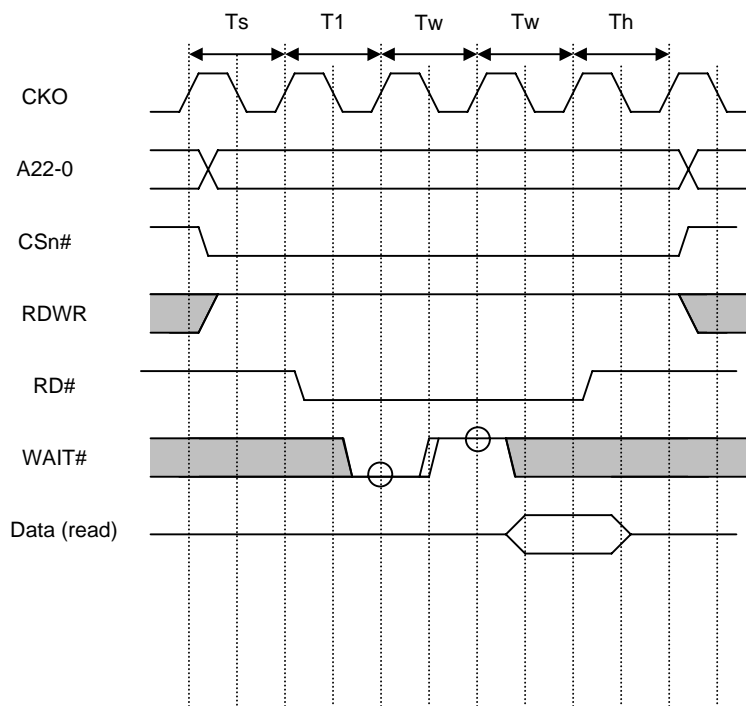 Ts T1 Tw Tw Th
CKO
A22-0
CSn#
RDWR
RD#
WAIT#
Data (read)